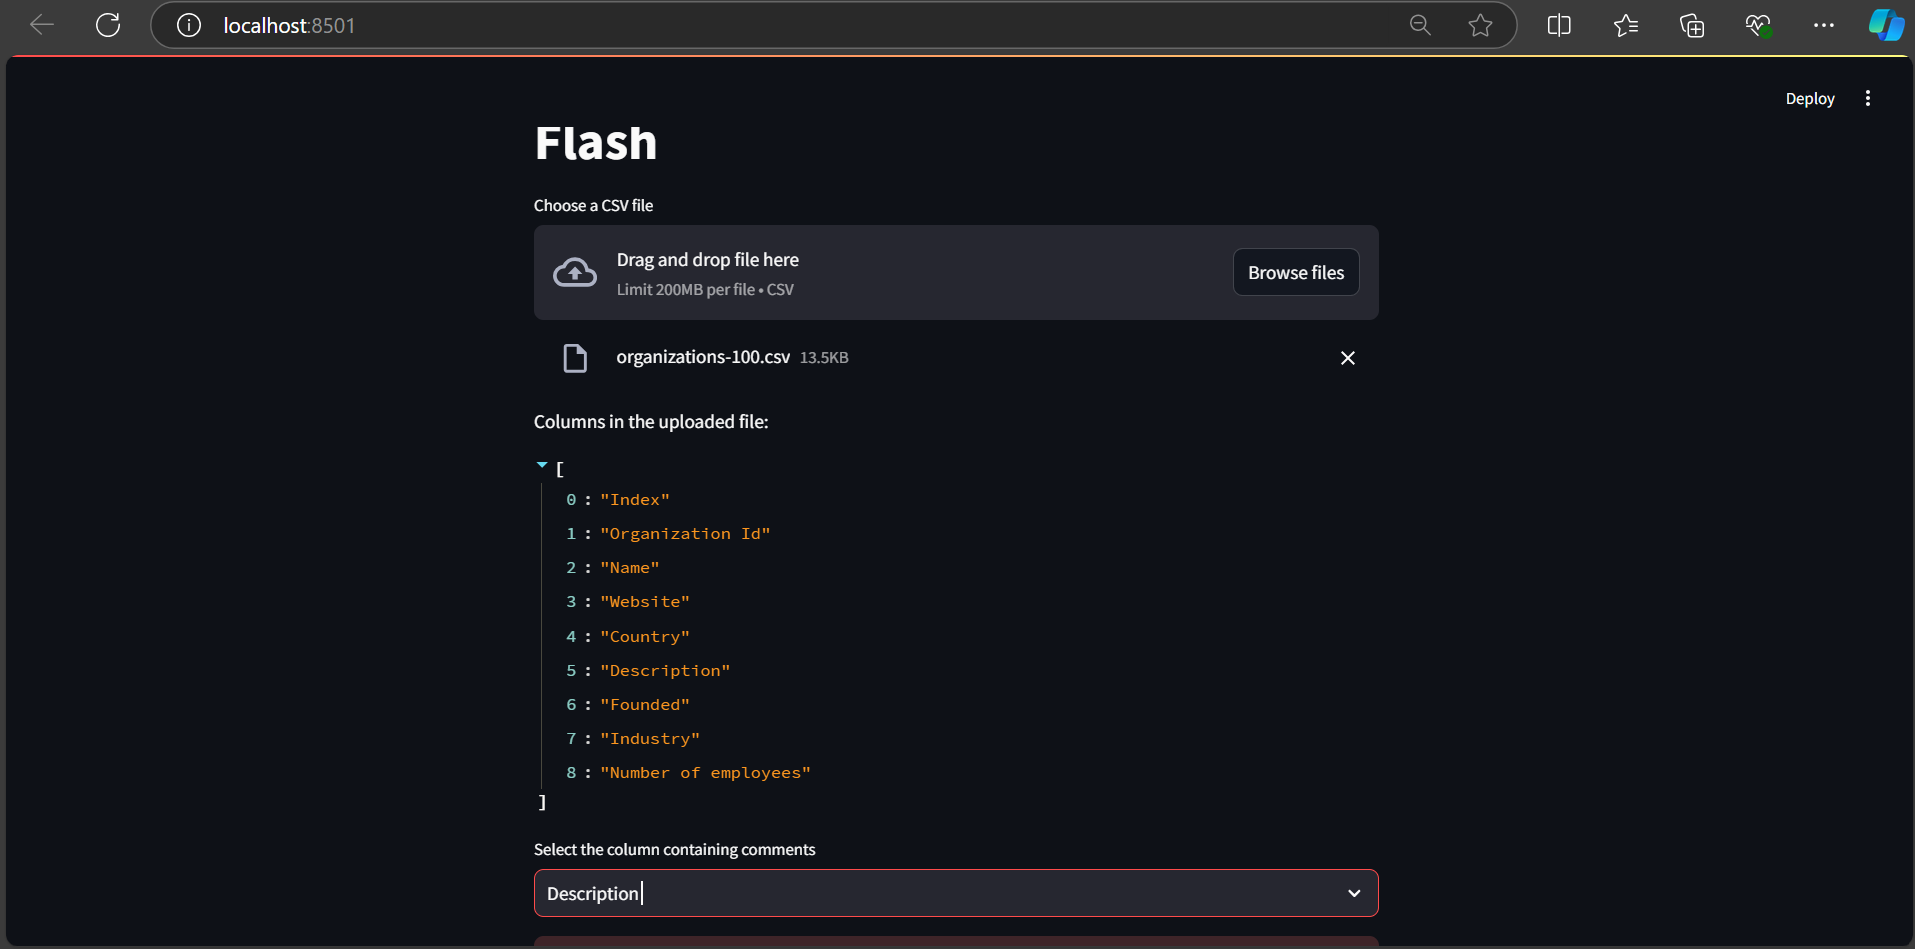 localhost:8501
Deploy
Flash
Choose a CSV file
Drag and drop file here
Limit 200MB per file • CSV
Browse files
organizations-100.csv 13.5KB
Columns in the uploaded file:
[
0 : "Index"
1 : "Organization Id"
2 : "Name"
3 : "Website"
4 : "Country"
5 : "Description"
6 : "Founded"
7 : "Industry"
8 : "Number of employees"
]
Select the column containing comments
Description